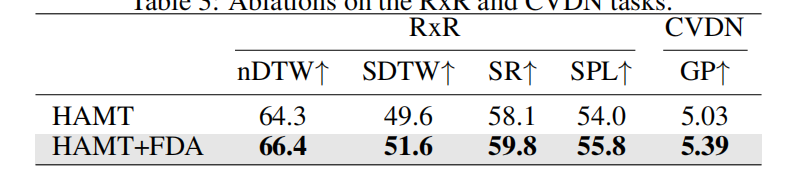 Table 3: Ablations on the RxR and CVDN tasks.
RxR CVDN
nDTW↑ SDTW↑ SR↑ SPL↑ GP↑
HAMT 64.3 49.6 58.1 54.0 5.03
HAMT+FDA 66.4 51.6 59.8 55.8 5.39